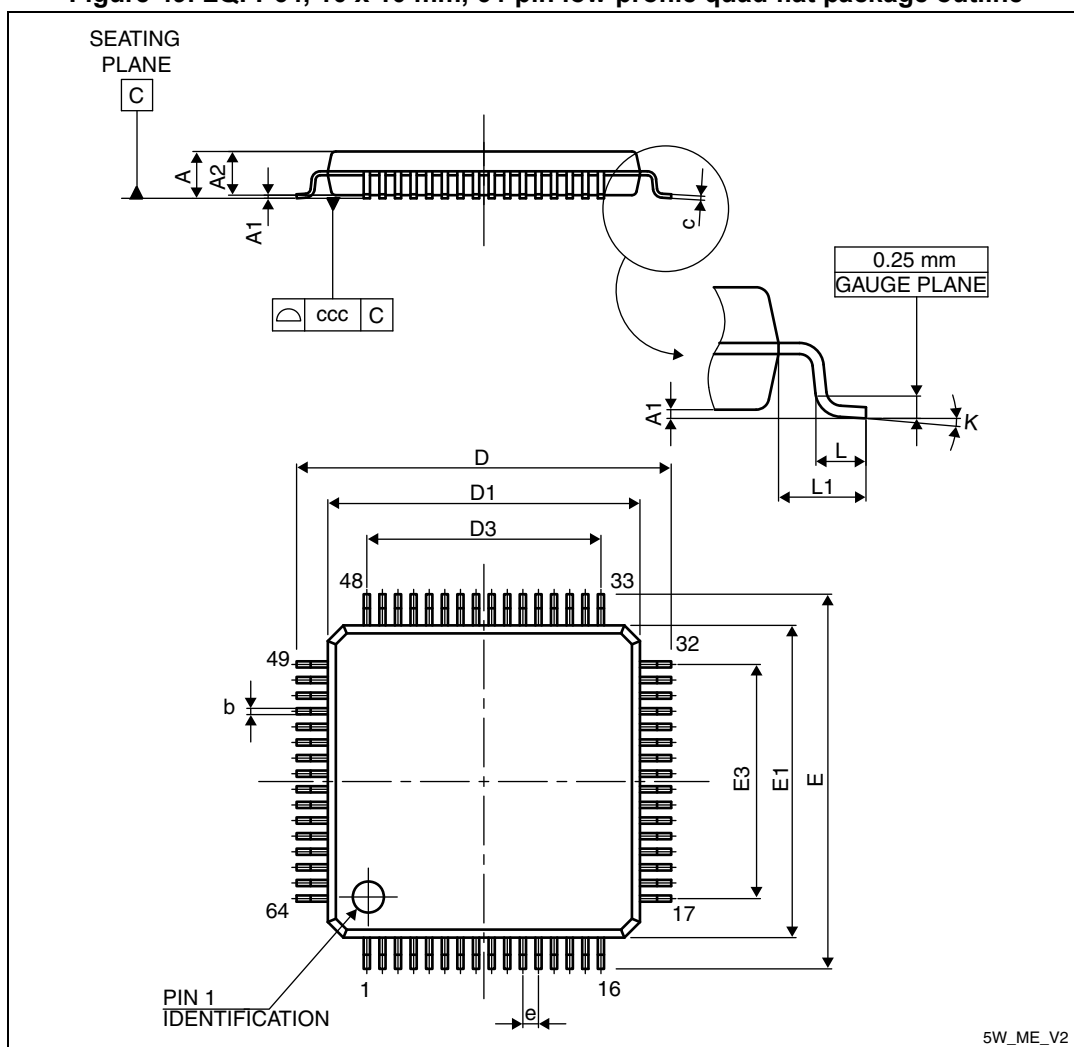 SEATING
PLANE
C
A
A2
A1
c
ccc C
0.25 mm
GAUGE PLANE
A1
K
L
L1
D
D1
D3
48
33
49
32
b
E3
E1
E
64
17
1
16
PIN 1
IDENTIFICATION
e
5W_ME_V2